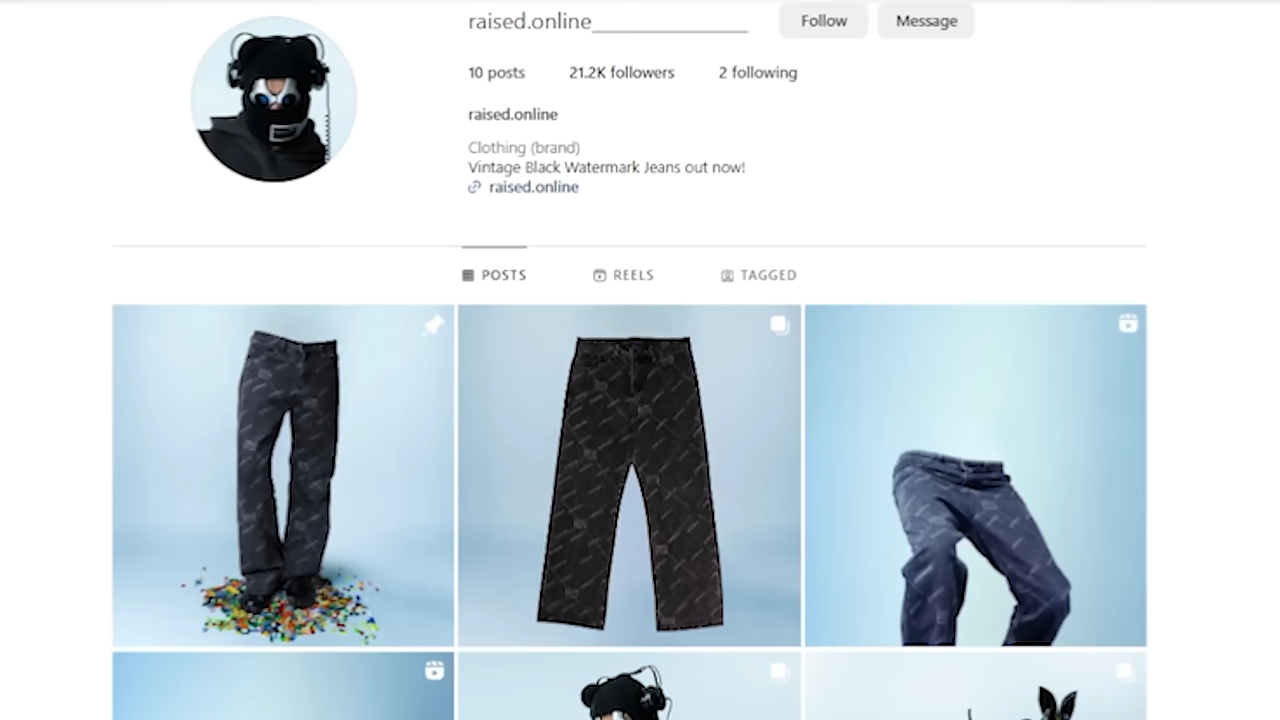 raised.online_______________ Follow Message
10 posts 21.2K followers 2 following
raised.online
Clothing (brand)
Vintage Black Watermark Jeans out now!
raised.online
POSTS REELS TAGGED